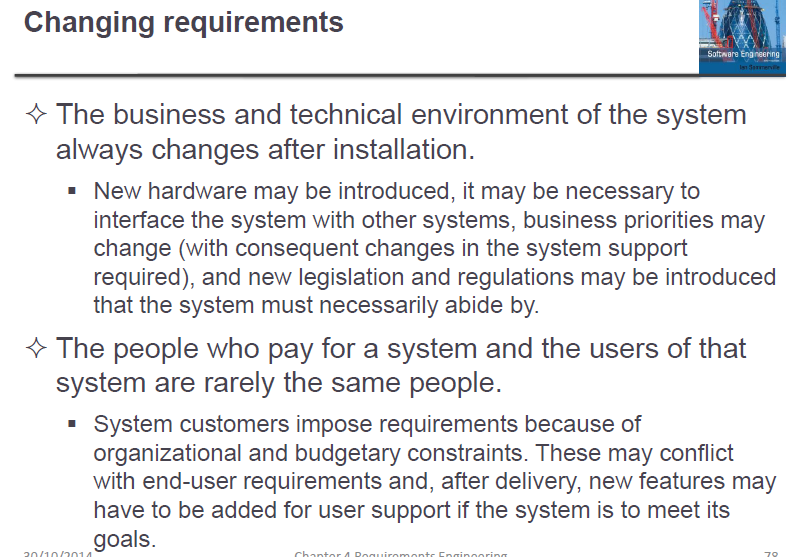 Changing requirements
Software Engineering
Ian Sommerville
✧ The business and technical environment of the system
always changes after installation.
▪ New hardware may be introduced, it may be necessary to
interface the system with other systems, business priorities may
change (with consequent changes in the system support
required), and new legislation and regulations may be introduced
that the system must necessarily abide by.
✧ The people who pay for a system and the users of that
system are rarely the same people.
▪ System customers impose requirements because of
organizational and budgetary constraints. These may conflict
with end-user requirements and, after delivery, new features may
have to be added for user support if the system is to meet its
goals.
30/10/2014 Chapter 4 Requirements Engineering 78